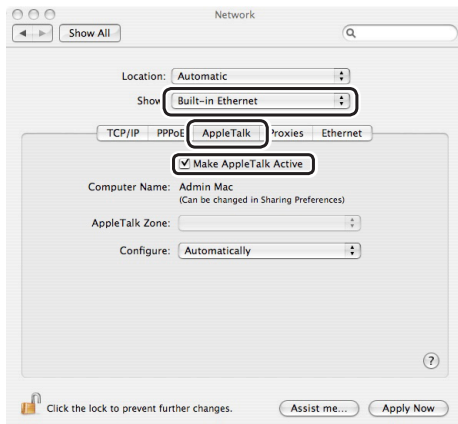 Network
Show All
Location: Automatic
Show Built-in Ethernet
TCP/IP PPPoE AppleTalk Proxies Ethernet
Make AppleTalk Active
Computer Name: Admin Mac
(Can be changed in Sharing Preferences)
AppleTalk Zone:
Configure: Automatically
?
Click the lock to prevent further changes. Assist me... Apply Now